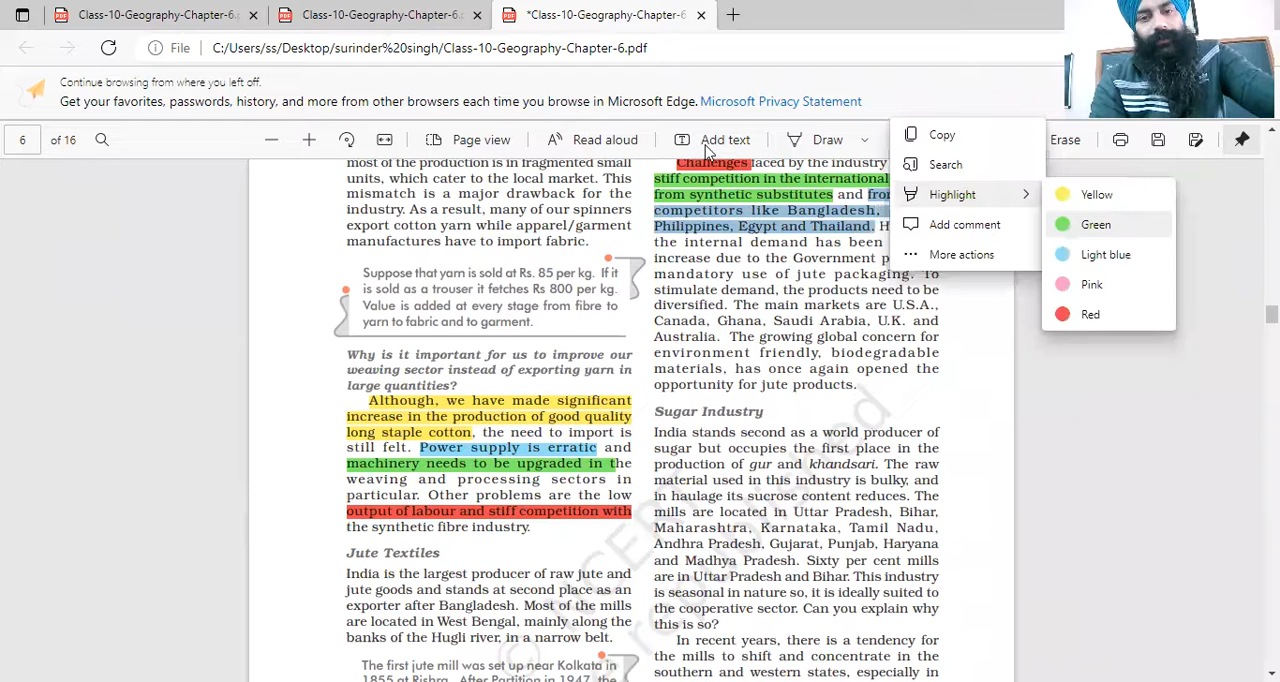 Class-10-Geography-Chapter-6.
Class-10-Geography-Chapter-6.
*Class-10-Geography-Chapter-6
File
C:/Users/ss/Desktop/surinder%20singh/Class-10-Geography-Chapter-6.pdf
Continue browsing from where you left off.
Get your favorites, passwords, history, and more from other browsers each time you browse in Microsoft Edge. Microsoft Privacy Statement
6 of 16
Page view
Read aloud
Add text
Draw
Erase
Copy
Search
Highlight
Add comment
More actions
Yellow
Green
Light blue
Pink
Red
most of the production is in fragmented small
units, which cater to the local market. This
mismatch is a major drawback for the
industry. As a result, many of our spinners
export cotton yarn while apparel/garment
manufactures have to import fabric.
Suppose that yarn is sold at Rs. 85 per kg. If it
is sold as a trouser it fetches Rs 800 per kg.
Value is added at every stage from fibre to
yarn to fabric and to garment.
Why is it important for us to improve our
weaving sector instead of exporting yarn in
large quantities?
Although, we have made significant
increase in the production of good quality
long staple cotton, the need to import is
still felt. Power supply is erratic and
machinery needs to be upgraded in the
weaving and processing sectors in
particular. Other problems are the low
output of labour and stiff competition with
the synthetic fibre industry.
Jute Textiles
India is the largest producer of raw jute and
jute goods and stands at second place as an
exporter after Bangladesh. Most of the mills
are located in West Bengal, mainly along the
banks of the Hugli river, in a narrow belt.
The first jute mill was set up near Kolkata in
1855 at Rishra. After Partition in 1947, the
Challenges faced by the industry
stiff competition in the international
from synthetic substitutes and from
competitors like Bangladesh,
Philippines, Egypt and Thailand. H
the internal demand has been
increase due to the Government p
mandatory use of jute packaging. To
stimulate demand, the products need to be
diversified. The main markets are U.S.A.,
Canada, Ghana, Saudi Arabia, U.K. and
Australia. The growing global concern for
environment friendly, biodegradable
materials, has once again opened the
opportunity for jute products.
Sugar Industry
India stands second as a world producer of
sugar but occupies the first place in the
production of gur and khandsari. The raw
material used in this industry is bulky, and
in haulage its sucrose content reduces. The
mills are located in Uttar Pradesh, Bihar,
Maharashtra, Karnataka, Tamil Nadu,
Andhra Pradesh, Gujarat, Punjab, Haryana
and Madhya Pradesh. Sixty per cent mills
are in Uttar Pradesh and Bihar. This industry
is seasonal in nature so, it is ideally suited to
the cooperative sector. Can you explain why
this is so?
In recent years, there is a tendency for
the mills to shift and concentrate in the
southern and western states, especially in